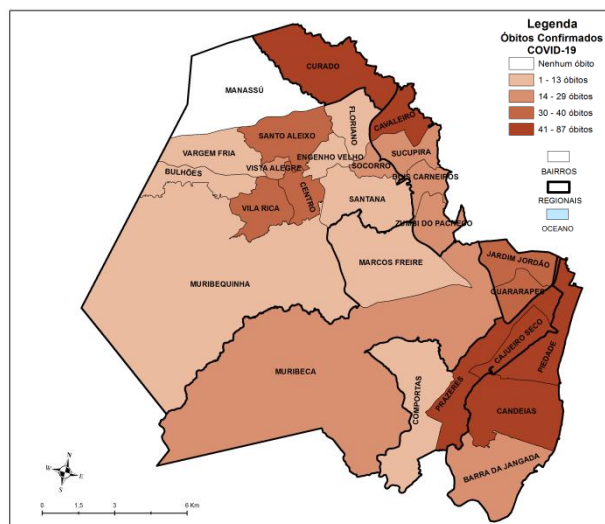 Legenda
Óbitos Confirmados
COVID-19
Nenhum óbito
1 - 13 óbitos
14 - 29 óbitos
30 - 40 óbitos
41 - 87 óbitos
BAIRROS
REGIONAIS
OCEANO
CURADO
MANASSÚ
FLORIANO
CAVALEIRO
SANTO ALEIXO
VARGEM FRIA
ENGENHO VELHO
SUCUPIRA
BULHÕES
VISTA ALEGRE
SOCORRO
DOIS CARNEIROS
VILA RICA
CENTRO
SANTANA
ZUMBI DO PACHECO
MARCOS FREIRE
JARDIM JORDÃO
MURIBEQUINHA
GUARARAPES
CAJUEIRO SECO
PIEDADE
MURIBECA
COMPORTAS
PRAZERES
CANDEIAS
BARRA DA JANGADA
N
W
E
S
0 1,5 3 6 Km